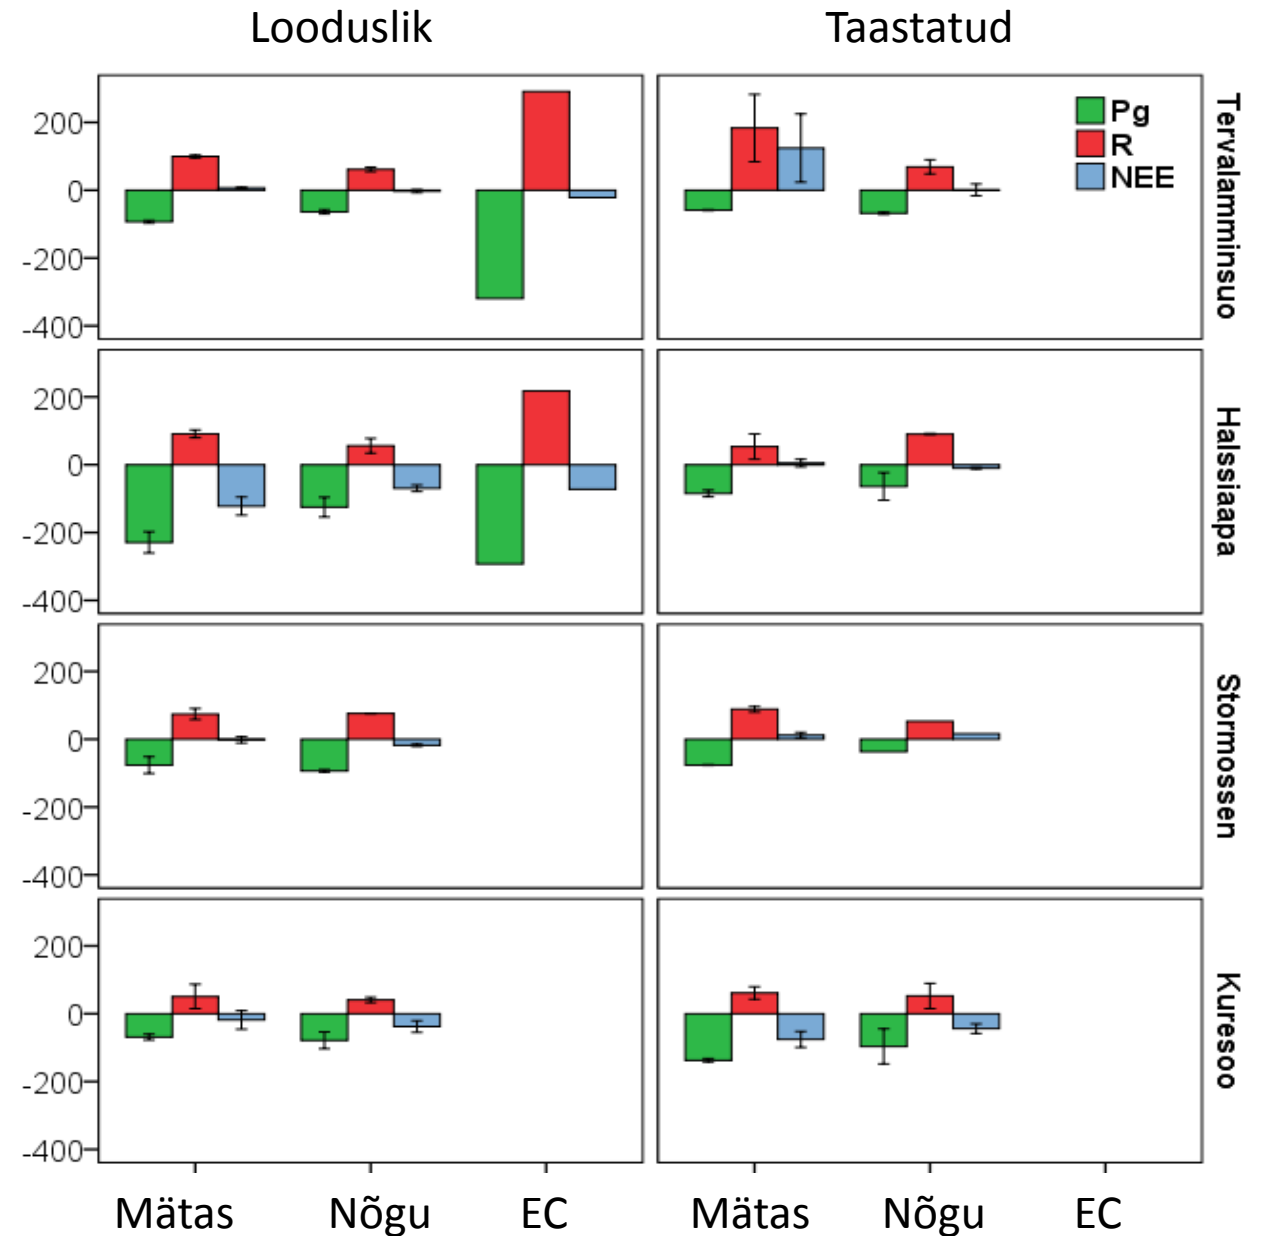 Looduslik
Taastatud
200
0
-200
-400
Pg
R
NEE
Tervalamminsuo
200
0
-200
-400
Halssiaapa
200
0
-200
-400
Stormossen
200
0
-200
-400
Kuresoo
Mätas
Nõgu
EC
Mätas
Nõgu
EC